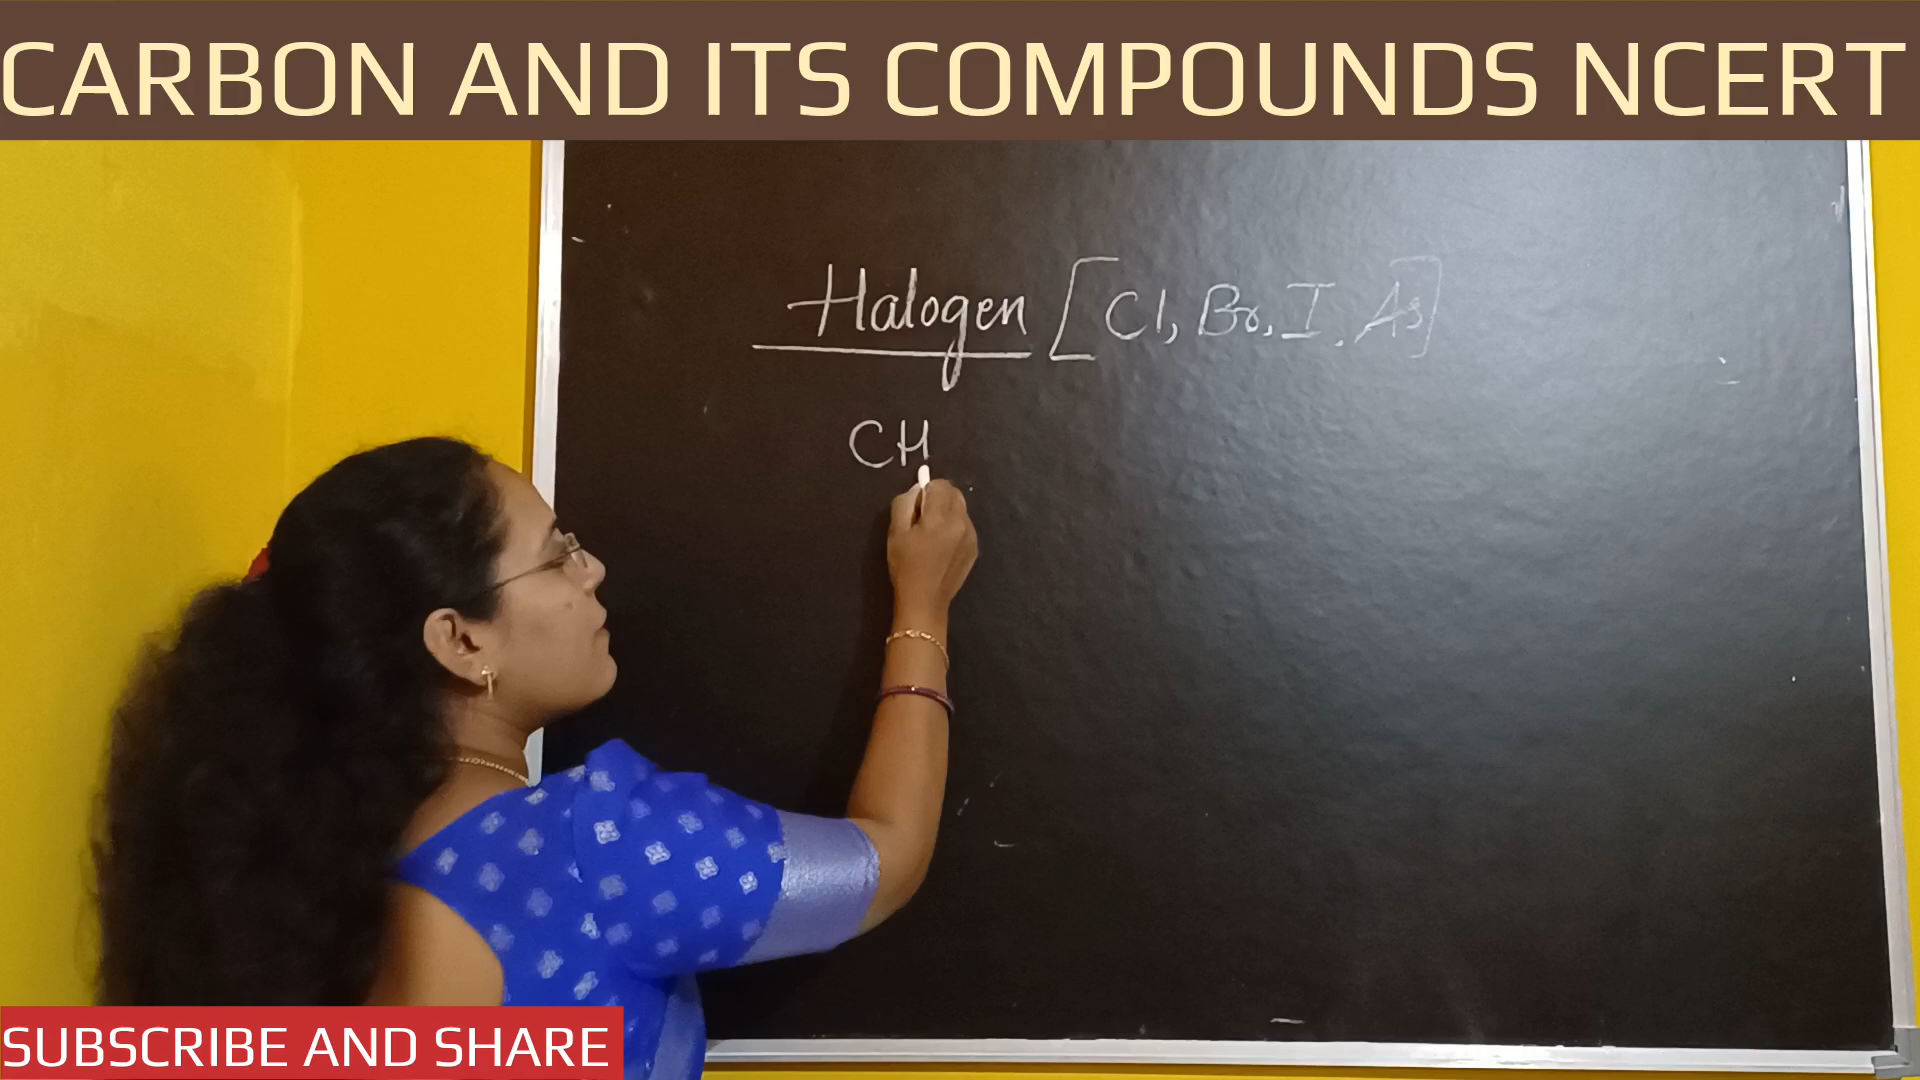 CARBON AND ITS COMPOUNDS NCERT
Halogen [Cl, Br, I, As]
CH
SUBSCRIBE AND SHARE